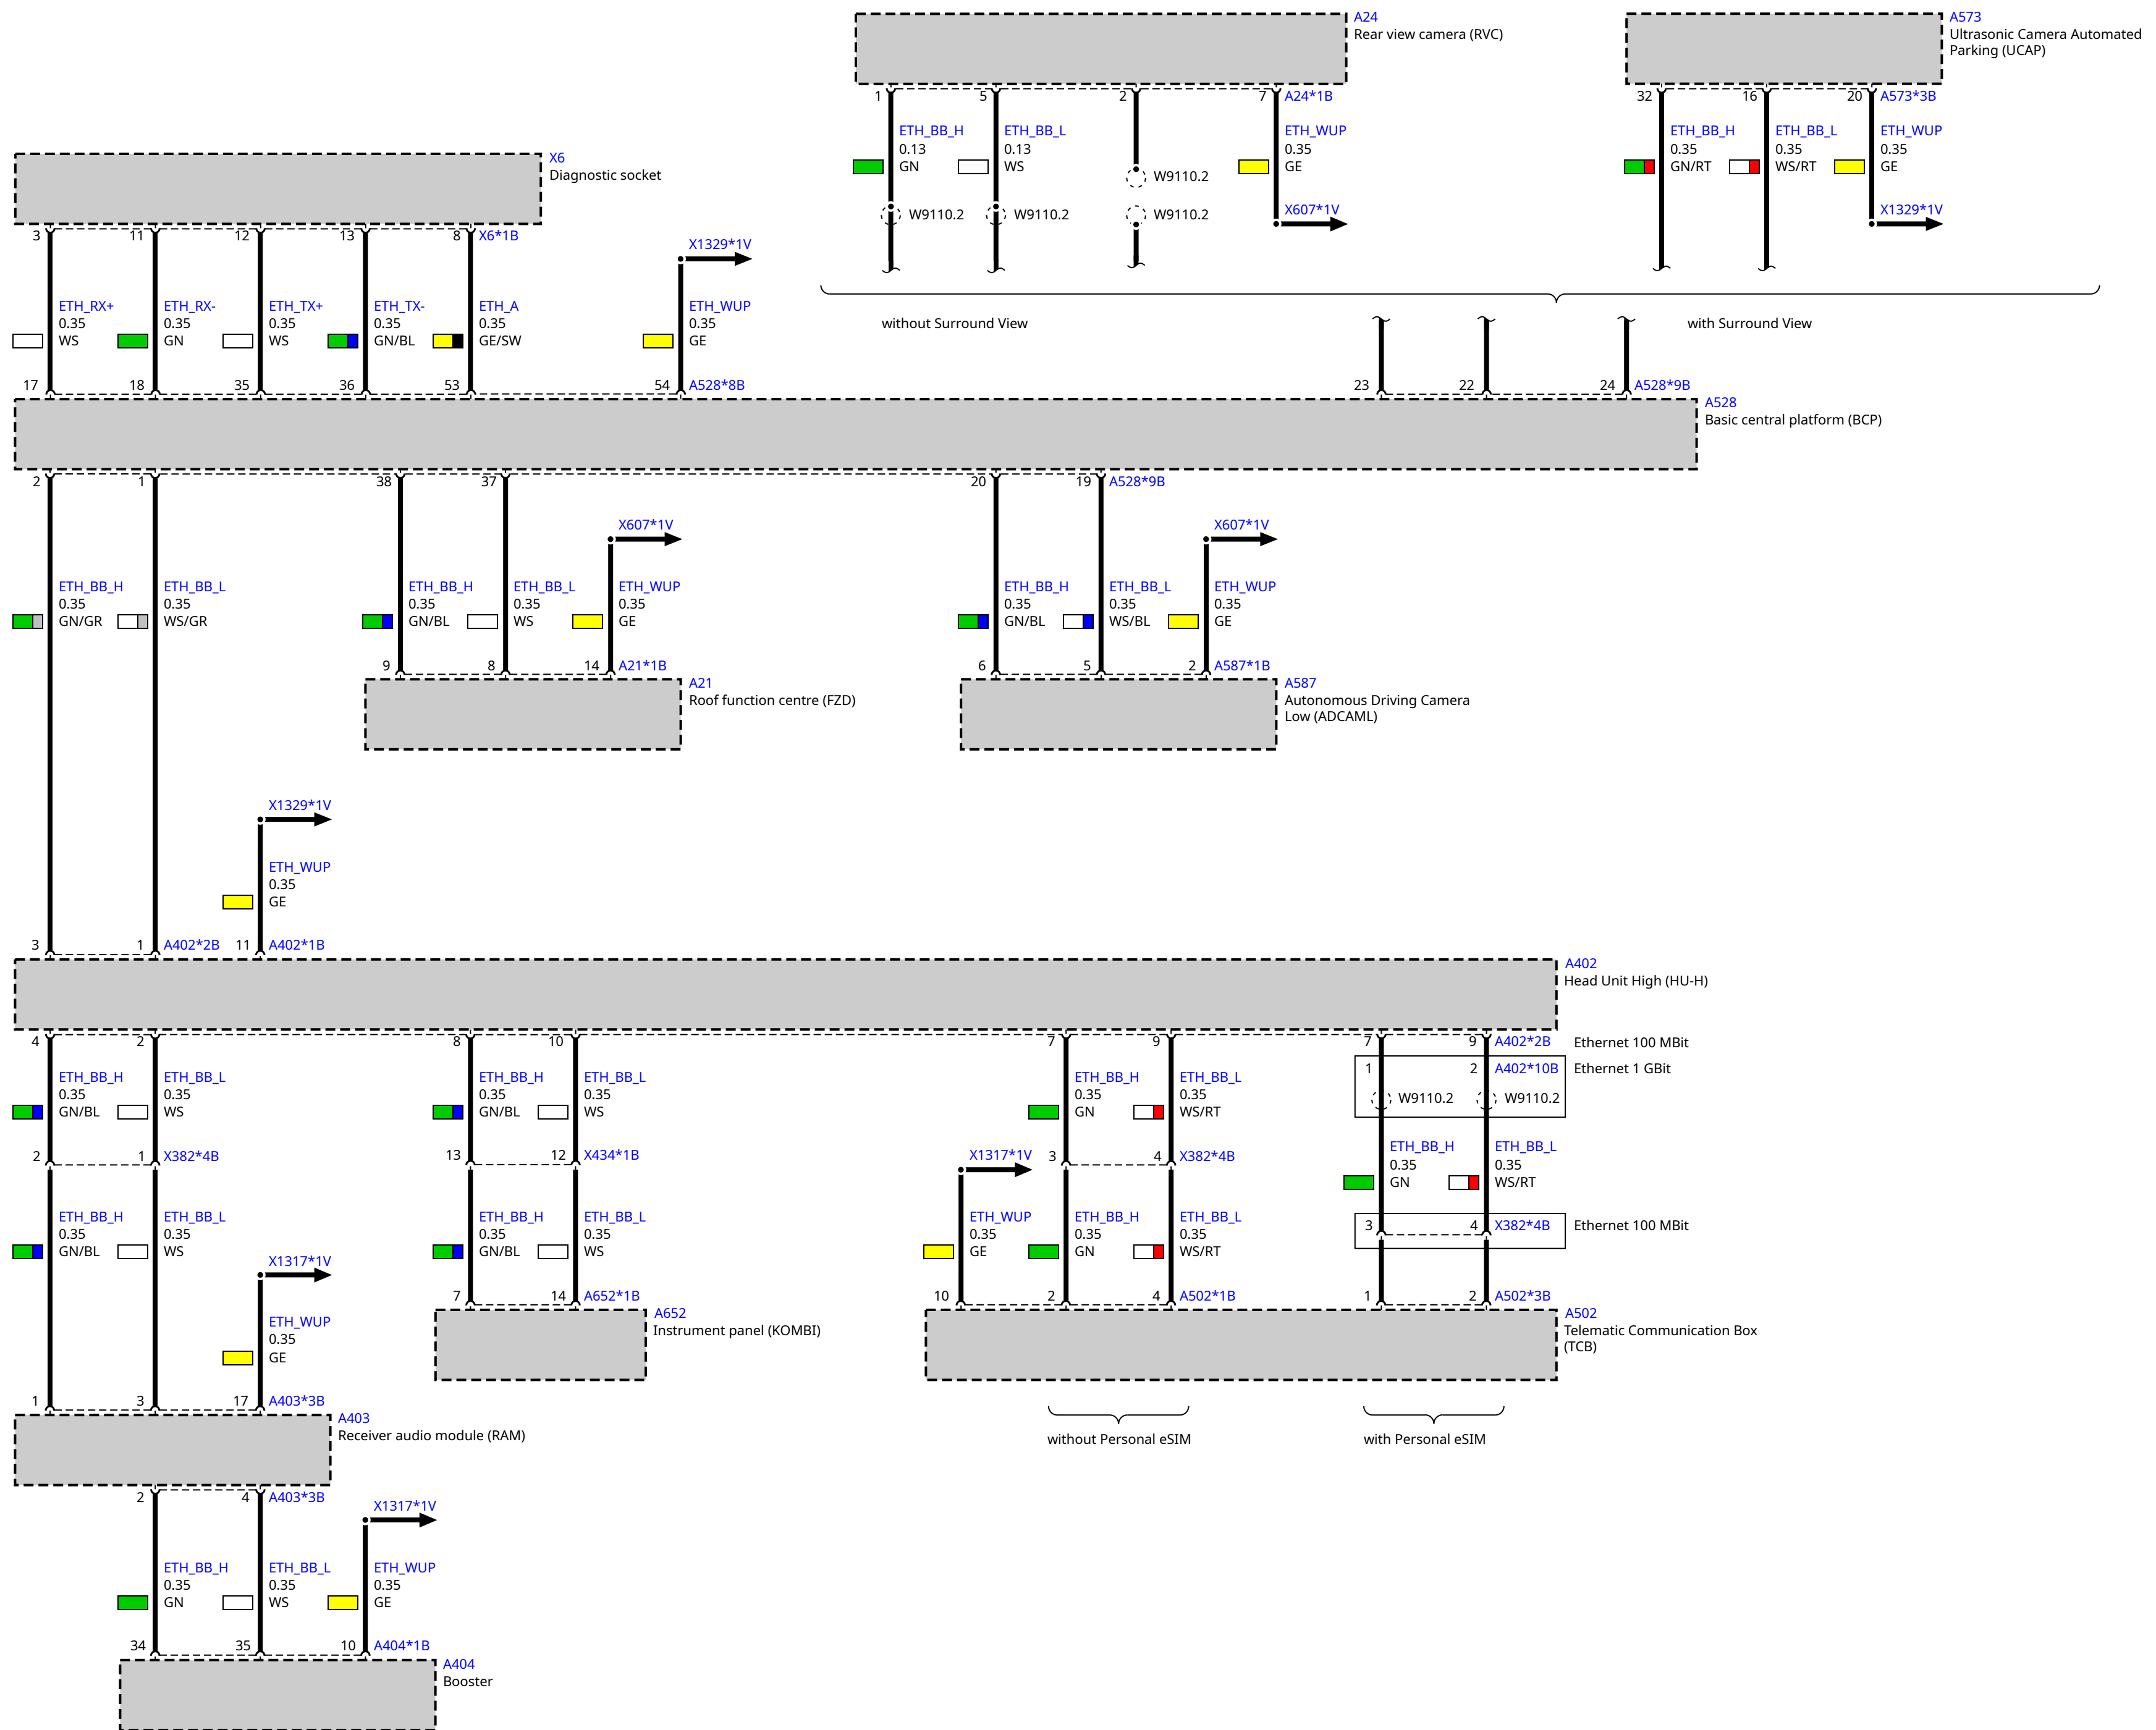 A24
Rear view camera (RVC)
A573
Ultrasonic Camera Automated
Parking (UCAP)
1 5 2 7 A24*1B
32 16 20 A573*3B
ETH_BB_H
0.13
GN
ETH_BB_L
0.13
WS
W9110.2
ETH_WUP
0.35
GE
ETH_BB_H
0.35
GN/RT
ETH_BB_L
0.35
WS/RT
ETH_WUP
0.35
GE
W9110.2 W9110.2 W9110.2
X607*1V
X1329*1V
X6
Diagnostic socket
3 11 12 13 8 X6*1B
X1329*1V
ETH_RX+
0.35
WS
ETH_RX-
0.35
GN
ETH_TX+
0.35
WS
ETH_TX-
0.35
GN/BL
ETH_A
0.35
GE/SW
ETH_WUP
0.35
GE
without Surround View
with Surround View
17 18 35 36 53 54 A528*8B
23 22 24 A528*9B
A528
Basic central platform (BCP)
2 1 38 37 20 19 A528*9B
X607*1V
X607*1V
ETH_BB_H
0.35
GN/GR
ETH_BB_L
0.35
WS/GR
ETH_BB_H
0.35
GN/BL
ETH_BB_L
0.35
WS
ETH_WUP
0.35
GE
ETH_BB_H
0.35
GN/BL
ETH_BB_L
0.35
WS/BL
ETH_WUP
0.35
GE
9 8 14 A21*1B
6 5 2 A587*1B
A21
Roof function centre (FZD)
A587
Autonomous Driving Camera
Low (ADCAML)
X1329*1V
ETH_WUP
0.35
GE
3 1 A402*2B 11 A402*1B
A402
Head Unit High (HU-H)
4 2 8 10 7 9 7 9 A402*2B Ethernet 100 MBit
1 2 A402*10B Ethernet 1 GBit
W9110.2 W9110.2
ETH_BB_H
0.35
GN/BL
ETH_BB_L
0.35
WS
ETH_BB_H
0.35
GN/BL
ETH_BB_L
0.35
WS
ETH_BB_H
0.35
GN
ETH_BB_L
0.35
WS/RT
ETH_BB_H
0.35
GN
ETH_BB_L
0.35
WS/RT
2 1 X382*4B
13 12 X434*1B
X1317*1V
3 4 X382*4B
3 4 X382*4B Ethernet 100 MBit
ETH_BB_H
0.35
GN/BL
ETH_BB_L
0.35
WS
ETH_BB_H
0.35
GN/BL
ETH_BB_L
0.35
WS
ETH_WUP
0.35
GE
ETH_BB_H
0.35
GN
ETH_BB_L
0.35
WS/RT
X1317*1V
7 14 A652*1B
10 2 4 A502*1B
1 2 A502*3B
A652
Instrument panel (KOMBI)
A502
Telematic Communication Box
(TCB)
ETH_WUP
0.35
GE
1 3 17 A403*3B
A403
Receiver audio module (RAM)
without Personal eSIM
with Personal eSIM
2 4 A403*3B
X1317*1V
ETH_BB_H
0.35
GN
ETH_BB_L
0.35
WS
ETH_WUP
0.35
GE
34 35 10 A404*1B
A404
Booster